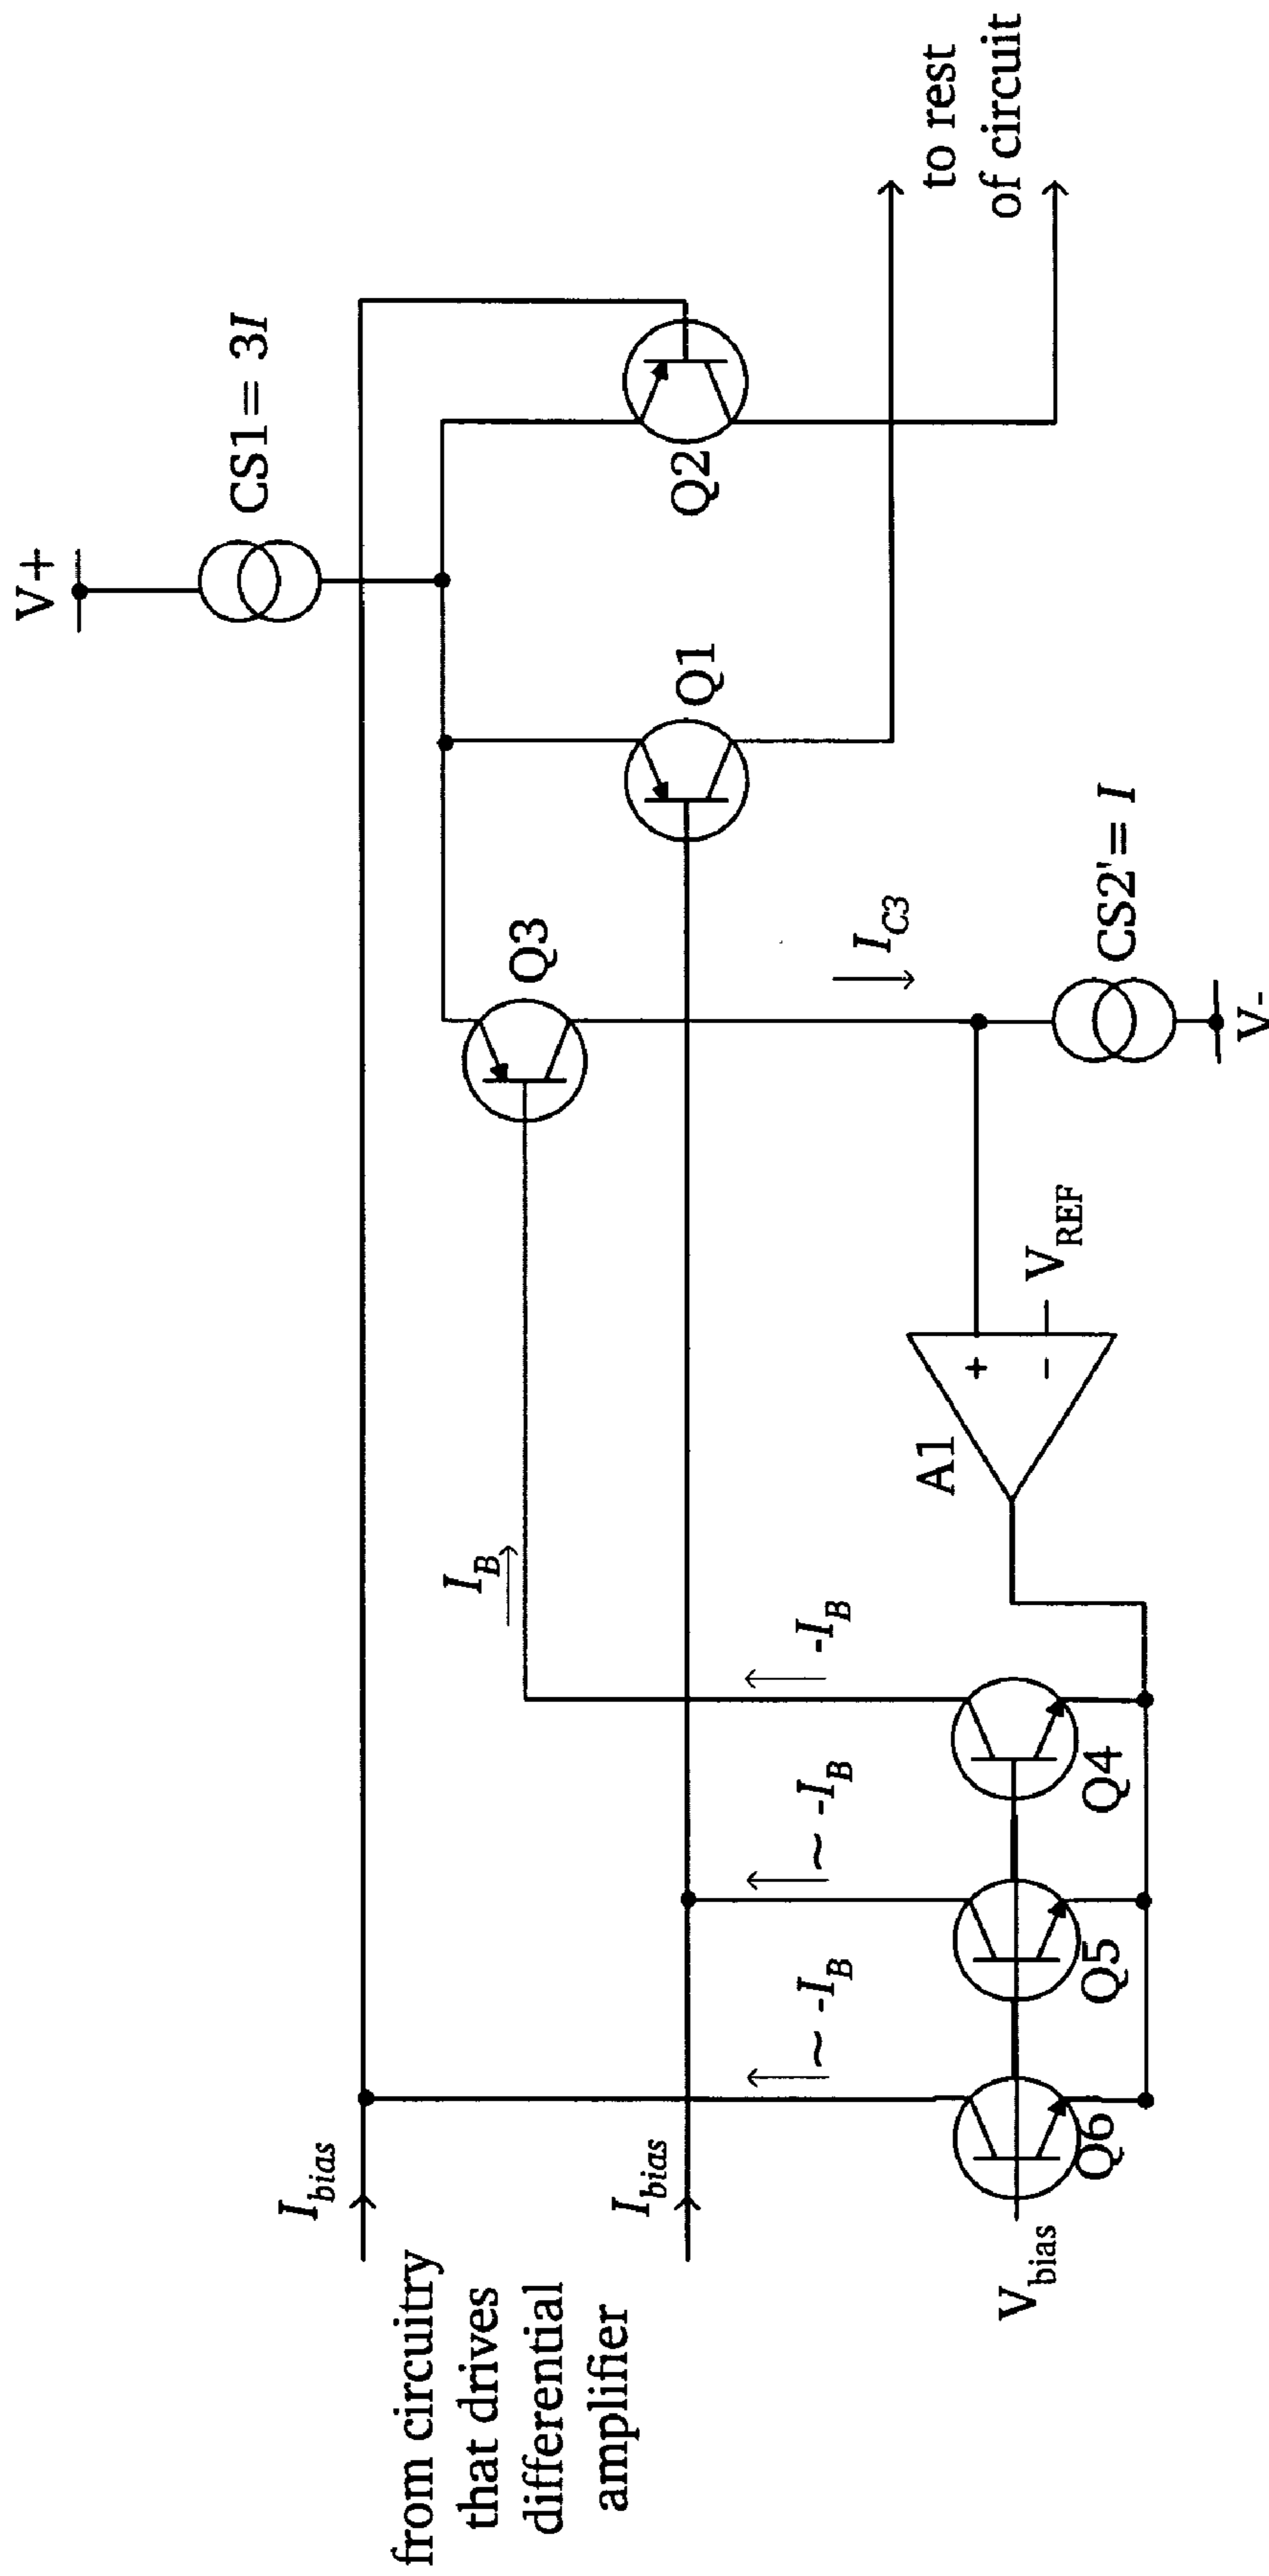 V+
CS1 = 3I
to rest
of circuit
Q2
Q1
Q3
I_C3
CS2' = I
V-
V_REF
+
-
A1
I_B
-I_B
~ -I_B
~ -I_B
Q4
Q5
Q6
V_bias
I_bias
I_bias
from circuitry
that drives
differential
amplifier